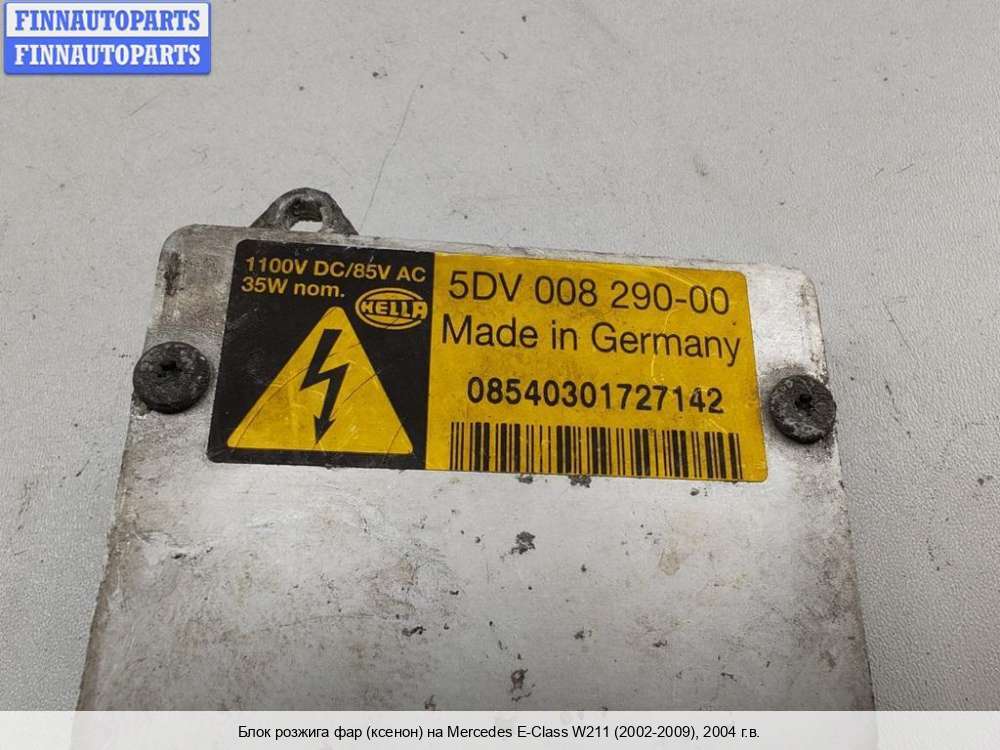 FINNAUTOPARTS
FINNAUTOPARTS
1100V DC/85V AC
35W nom.
HELLA
5DV 008 290-00
Made in Germany
08540301727142
Блок розжига фар (ксенон) на Mercedes E-Class W211 (2002-2009), 2004 г.в.